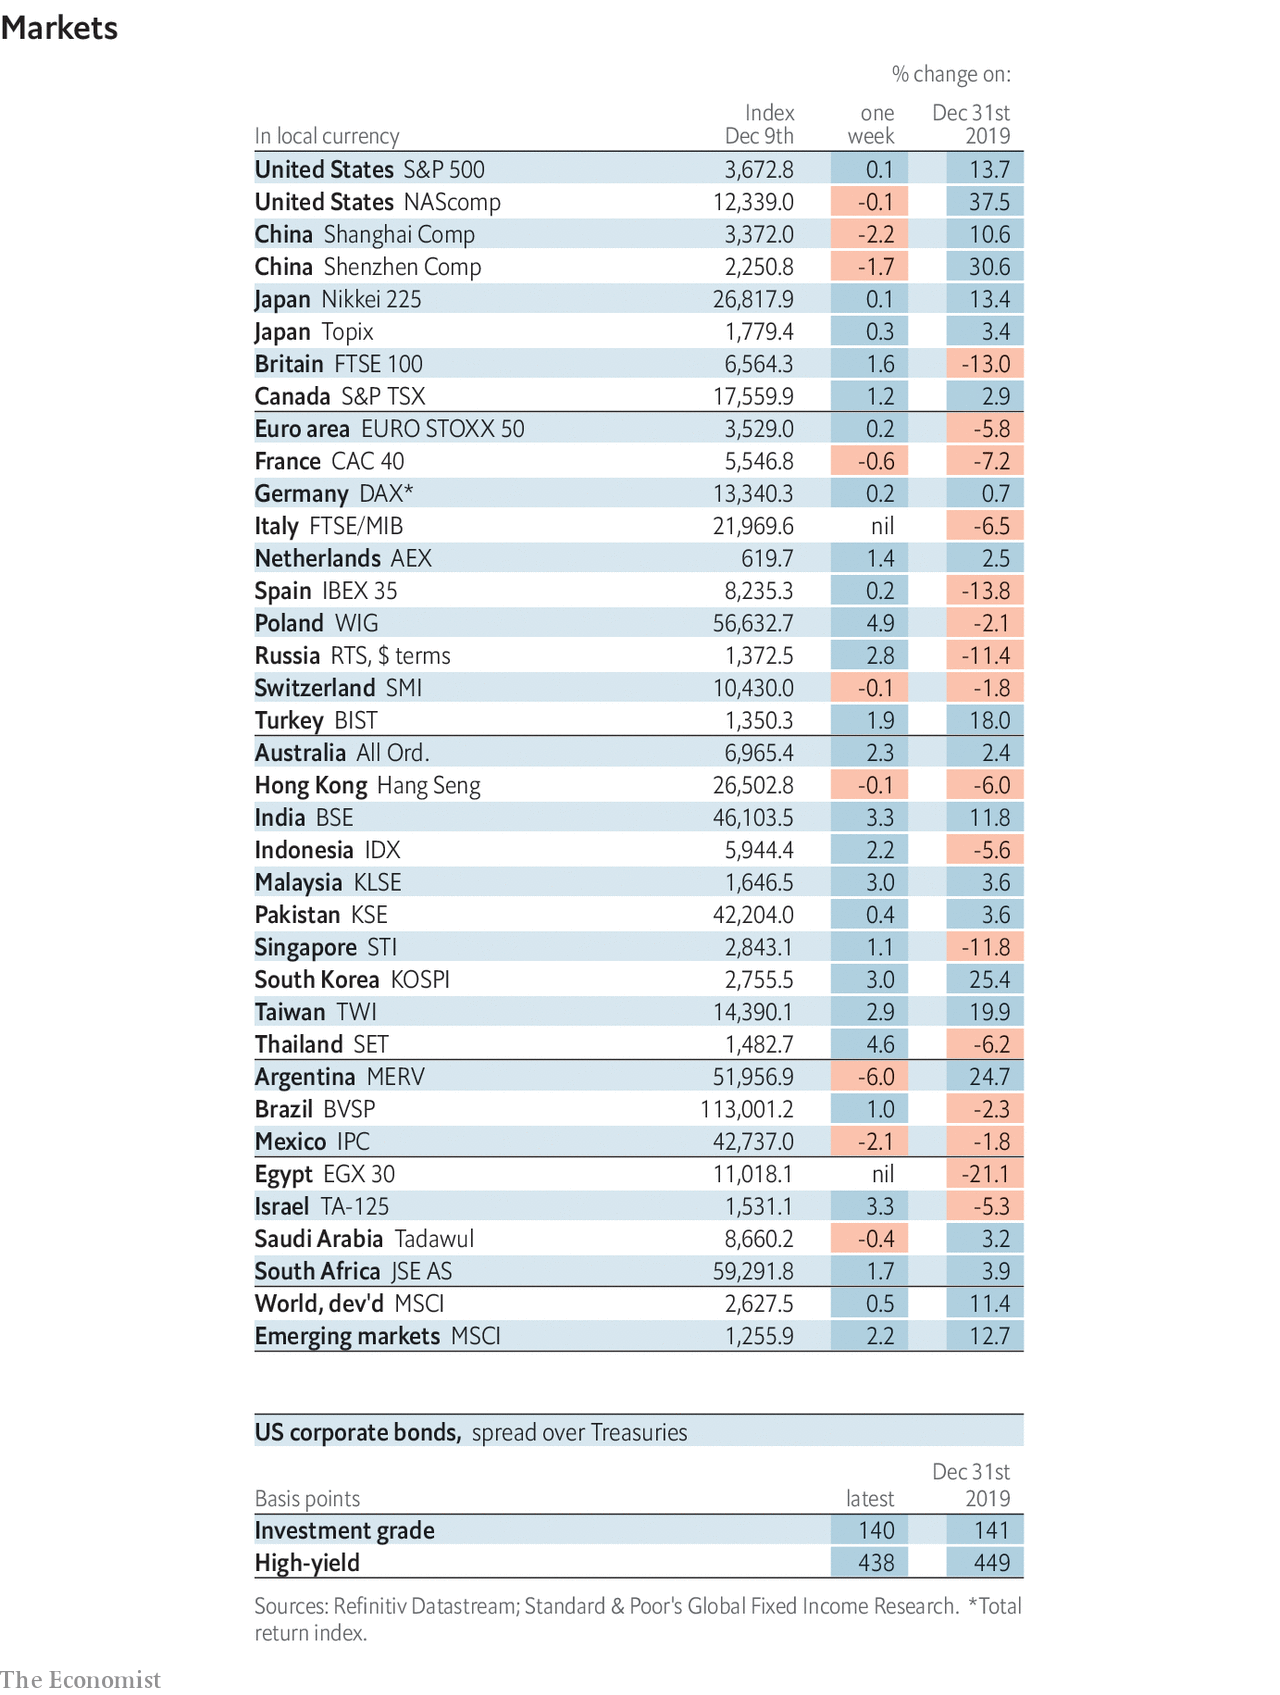 Markets
% change on:
Index one Dec 31st
In local currency Dec 9th week 2019
United States S&P 500 3,672.8 0.1 13.7
United States NAScomp 12,339.0 -0.1 37.5
China Shanghai Comp 3,372.0 -2.2 10.6
China Shenzhen Comp 2,250.8 -1.7 30.6
Japan Nikkei 225 26,817.9 0.1 13.4
Japan Topix 1,779.4 0.3 3.4
Britain FTSE 100 6,564.3 1.6 -13.0
Canada S&P TSX 17,559.9 1.2 2.9
Euro area EURO STOXX 50 3,529.0 0.2 -5.8
France CAC 40 5,546.8 -0.6 -7.2
Germany DAX* 13,340.3 0.2 0.7
Italy FTSE/MIB 21,969.6 nil -6.5
Netherlands AEX 619.7 1.4 2.5
Spain IBEX 35 8,235.3 0.2 -13.8
Poland WIG 56,632.7 4.9 -2.1
Russia RTS, $ terms 1,372.5 2.8 -11.4
Switzerland SMI 10,430.0 -0.1 -1.8
Turkey BIST 1,350.3 1.9 18.0
Australia All Ord. 6,965.4 2.3 2.4
Hong Kong Hang Seng 26,502.8 -0.1 -6.0
India BSE 46,103.5 3.3 11.8
Indonesia IDX 5,944.4 2.2 -5.6
Malaysia KLSE 1,646.5 3.0 3.6
Pakistan KSE 42,204.0 0.4 3.6
Singapore STI 2,843.1 1.1 -11.8
South Korea KOSPI 2,755.5 3.0 25.4
Taiwan TWI 14,390.1 2.9 19.9
Thailand SET 1,482.7 4.6 -6.2
Argentina MERV 51,956.9 -6.0 24.7
Brazil BVSP 113,001.2 1.0 -2.3
Mexico IPC 42,737.0 -2.1 -1.8
Egypt EGX 30 11,018.1 nil -21.1
Israel TA-125 1,531.1 3.3 -5.3
Saudi Arabia Tadawul 8,660.2 -0.4 3.2
South Africa JSE AS 59,291.8 1.7 3.9
World, dev'd MSCI 2,627.5 0.5 11.4
Emerging markets MSCI 1,255.9 2.2 12.7
US corporate bonds, spread over Treasuries
Dec 31st
Basis points latest 2019
Investment grade 140 141
High-yield 438 449
Sources: Refinitiv Datastream; Standard & Poor's Global Fixed Income Research. *Total
return index.
The Economist